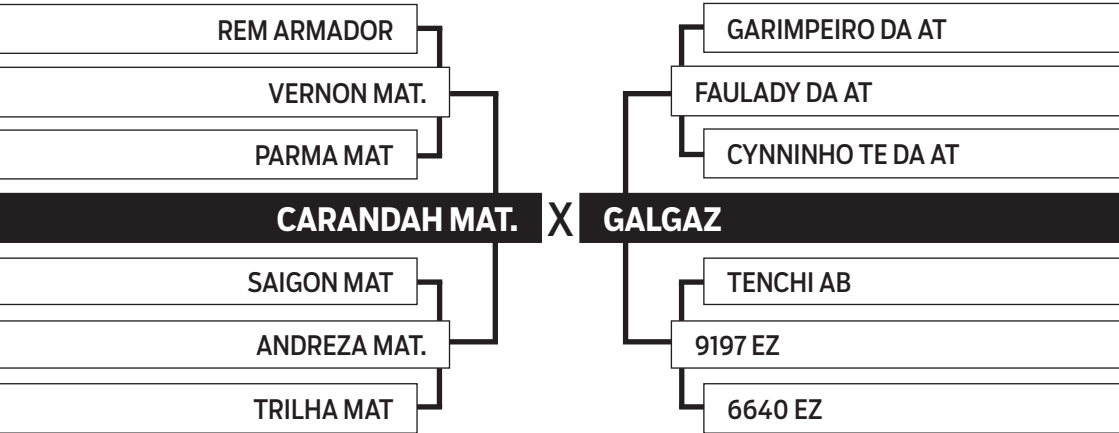 REM ARMADOR
VERNON MAT.
PARMA MAT
CARANDAH MAT.
SAIGON MAT
ANDREZA MAT.
TRILHA MAT
X
GARIMPEIRO DA AT
FAULADY DA AT
CYNNINHO TE DA AT
GALGAZ
TENCHI AB
9197 EZ
6640 EZ